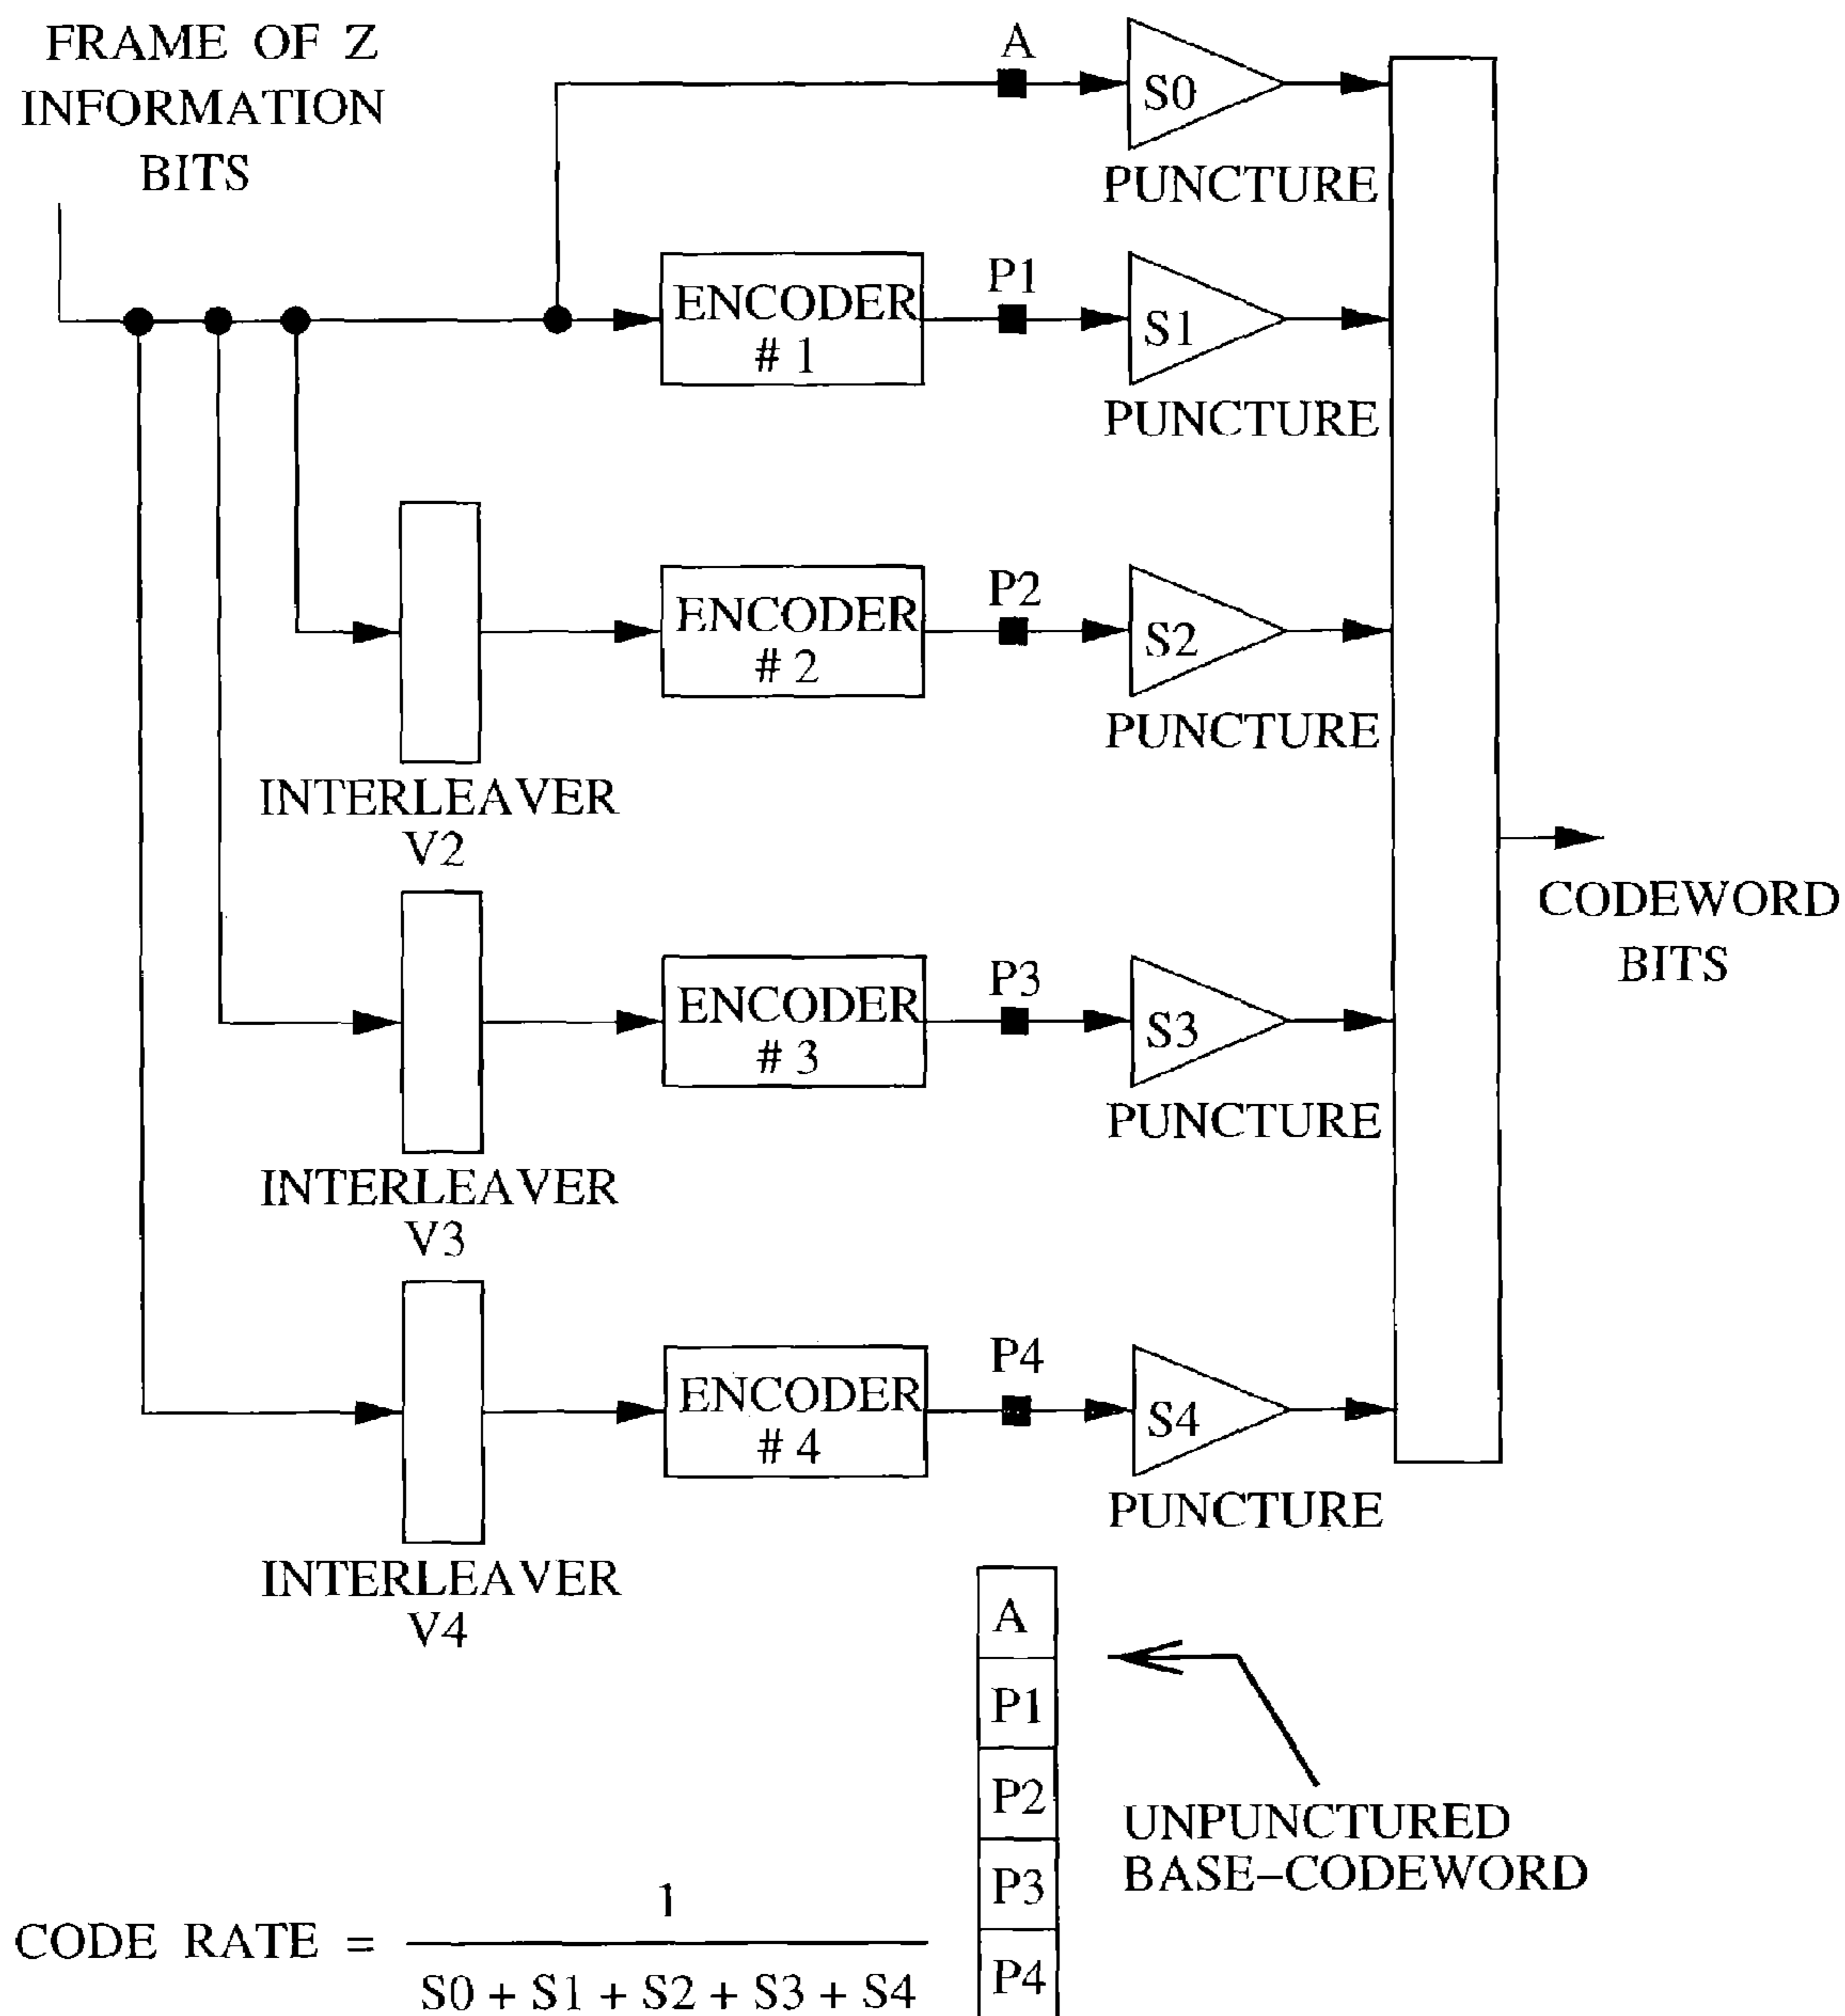 FRAME OF Z
INFORMATION
BITS
A
S0
PUNCTURE
ENCODER
# 1
P1
S1
PUNCTURE
INTERLEAVER
V2
ENCODER
# 2
P2
S2
PUNCTURE
INTERLEAVER
V3
ENCODER
# 3
P3
S3
PUNCTURE
INTERLEAVER
V4
ENCODER
# 4
P4
S4
PUNCTURE
CODEWORD
BITS
A
P1
P2
P3
P4
UNPUNCTURED
BASE–CODEWORD
1
CODE RATE =
S0 + S1 + S2 + S3 + S4